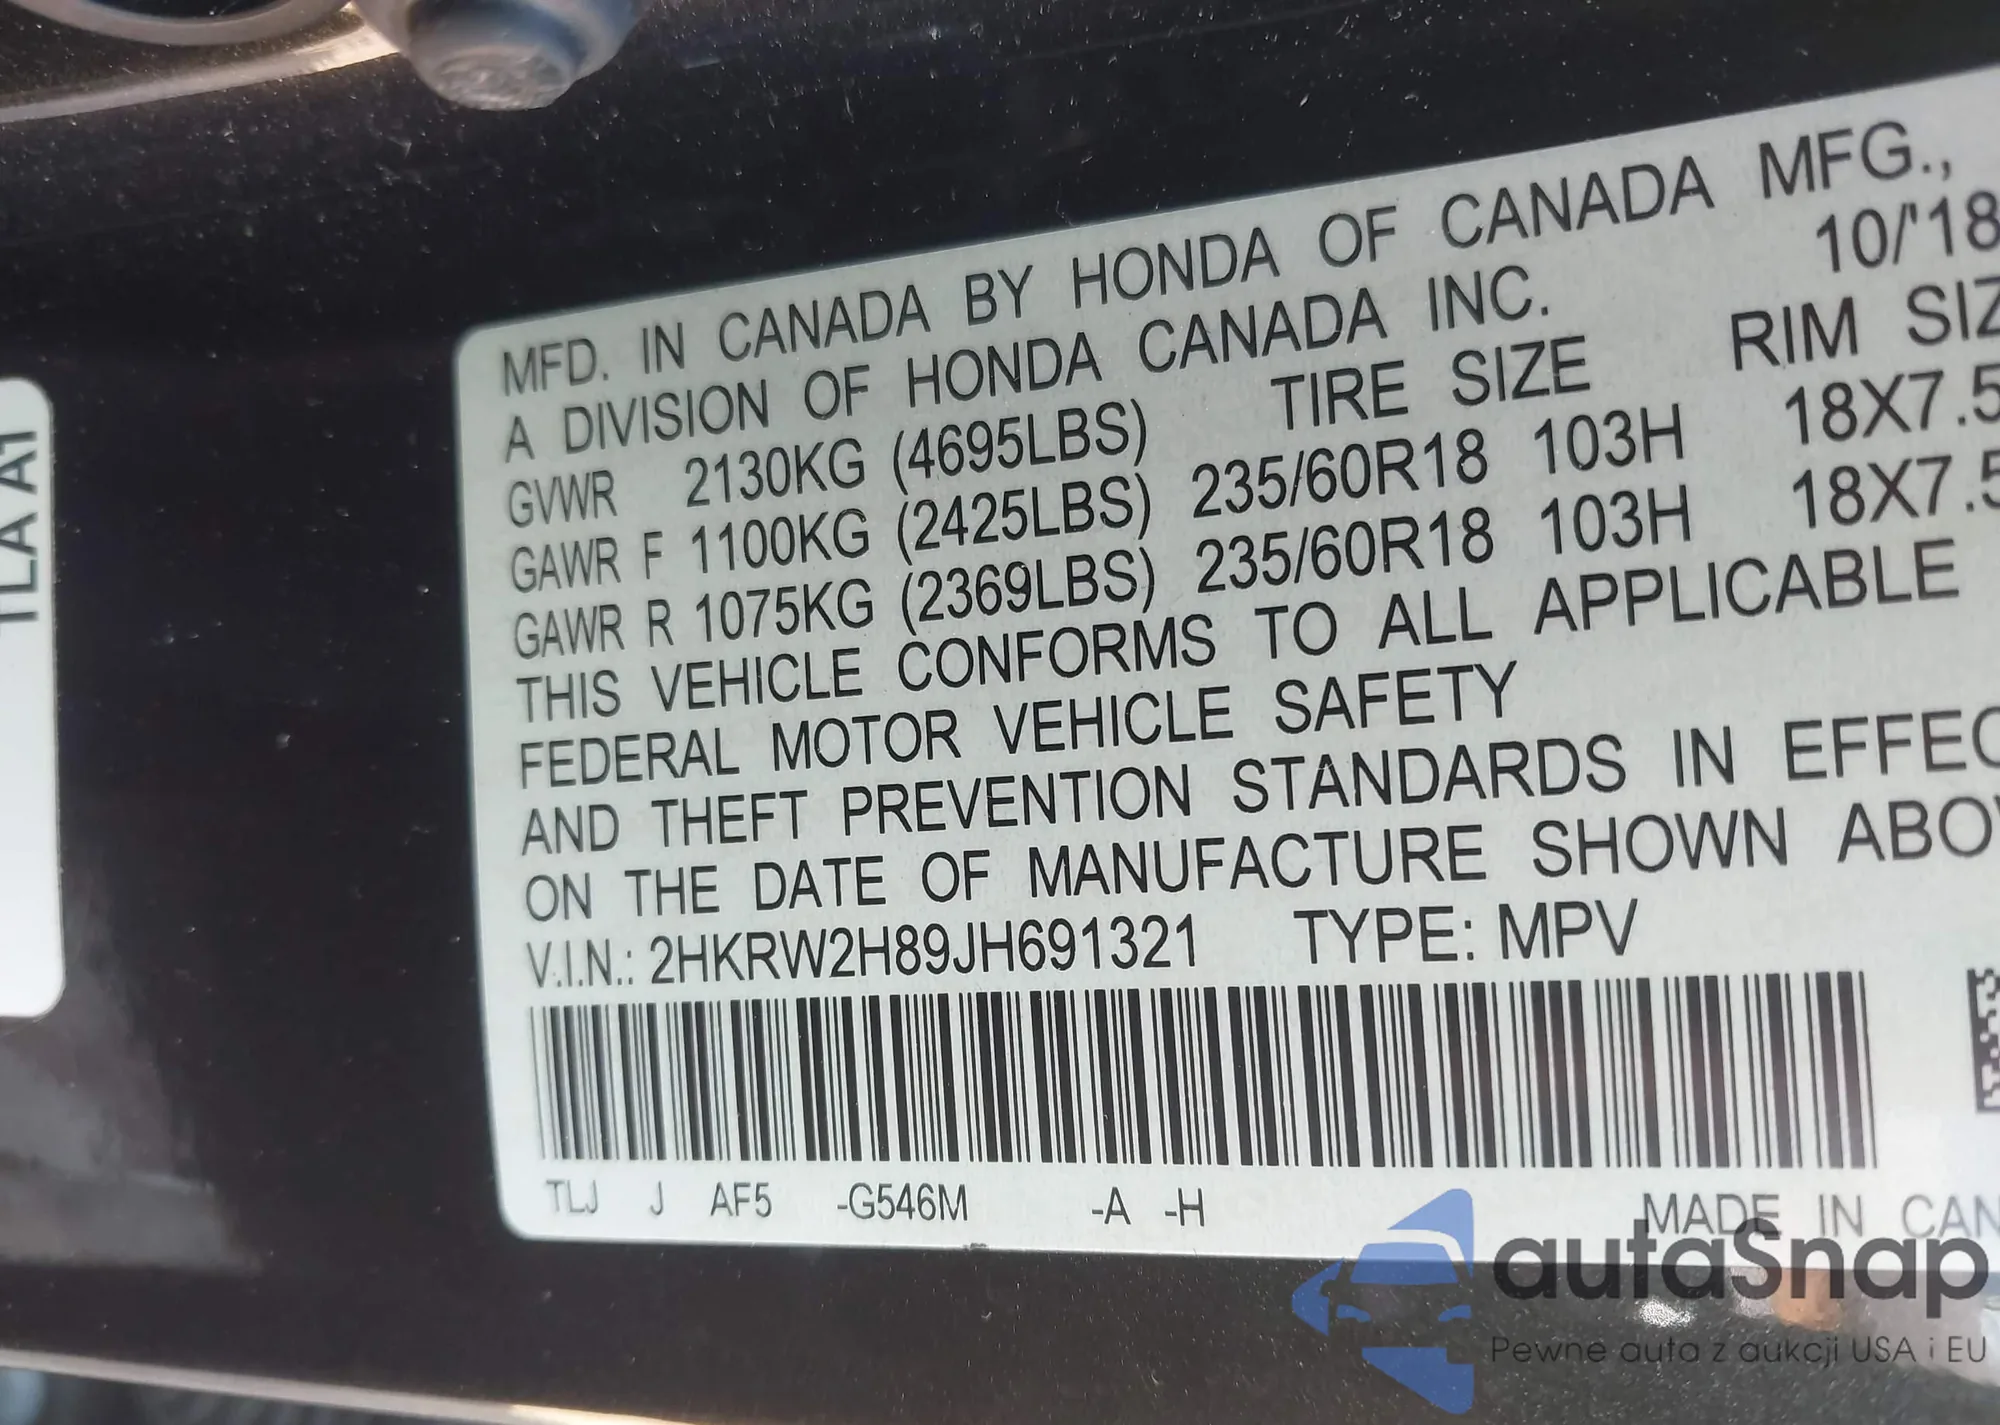 TLA A1
MFD. IN CANADA BY HONDA OF CANADA MFG.,
A DIVISION OF HONDA CANADA INC. 10/'18
GVWR 2130KG (4695LBS) TIRE SIZE RIM SIZ
GAWR F 1100KG (2425LBS) 235/60R18 103H 18X7.5
GAWR R 1075KG (2369LBS) 235/60R18 103H 18X7.5
THIS VEHICLE CONFORMS TO ALL APPLICABLE
FEDERAL MOTOR VEHICLE SAFETY
AND THEFT PREVENTION STANDARDS IN EFFEC
ON THE DATE OF MANUFACTURE SHOWN ABOV
V.I.N.: 2HKRW2H89JH691321 TYPE: MPV
TLJ J AF5 -G546M -A -H MADE IN CAN
autaSnap
Pewne auta z aukcji USA i EU